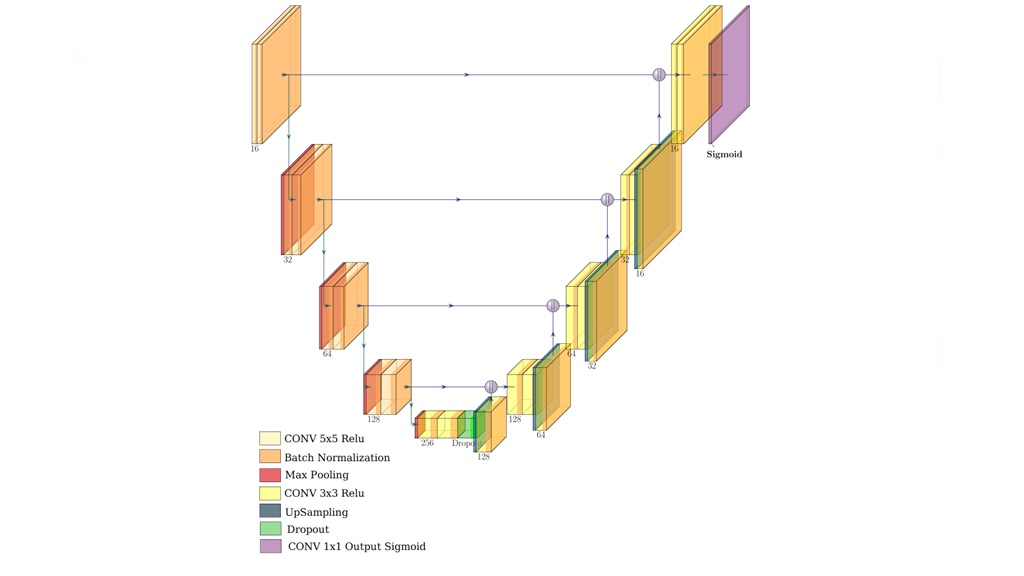 16
16
Sigmoid
32
32
16
64
64
32
128
128
64
256
Dropout
128
CONV 5x5 Relu
Batch Normalization
Max Pooling
CONV 3x3 Relu
UpSampling
Dropout
CONV 1x1 Output Sigmoid